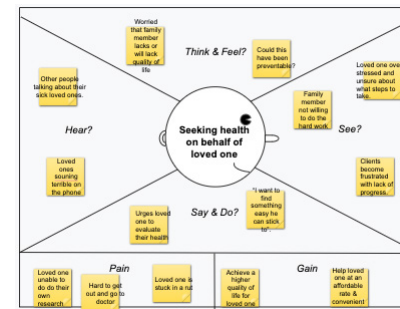 Worried
that family
member
lacks or
will lack
quality of
life
Think & Feel?
Could this
have been
preventable?
Other people
talking about their
sick loved ones.
Loved one over
stressed and
unsure about
what steps to
take.
Family
member
not willing
to do the
hard work
Hear?
Seeking health
on behalf of
loved one
See?
Loved
ones
souning
terrible on
the phone
Clients
become
frustrated
with lack of
progress.
Urges loved
one to
evaluate
their health
Say & Do?
"I want to
find
something
easy he
can stick
to".
Pain
Loved one
unable to
do do their
own
research
Hard to get
out and go to
doctor
Loved one is
stuck in a rut
Gain
Achieve a
higher
quality of
life for
loved one
Help loved
one at an
affordable
rate &
convenient